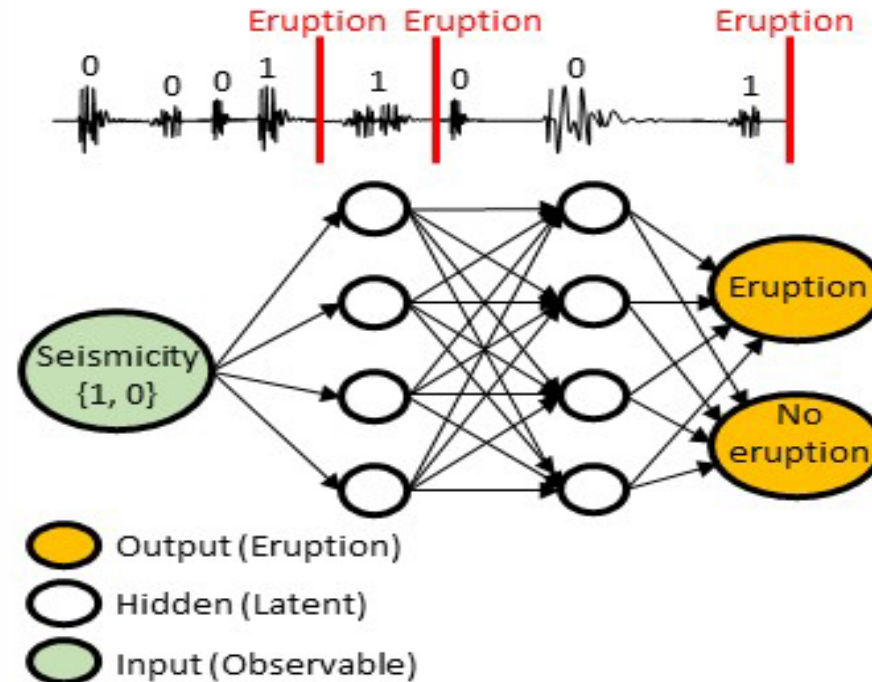 Eruption Eruption Eruption
0 0 0 1 1 0 0 1
Eruption
Seismicity
{1, 0}
No
eruption
Output (Eruption)
Hidden (Latent)
Input (Observable)